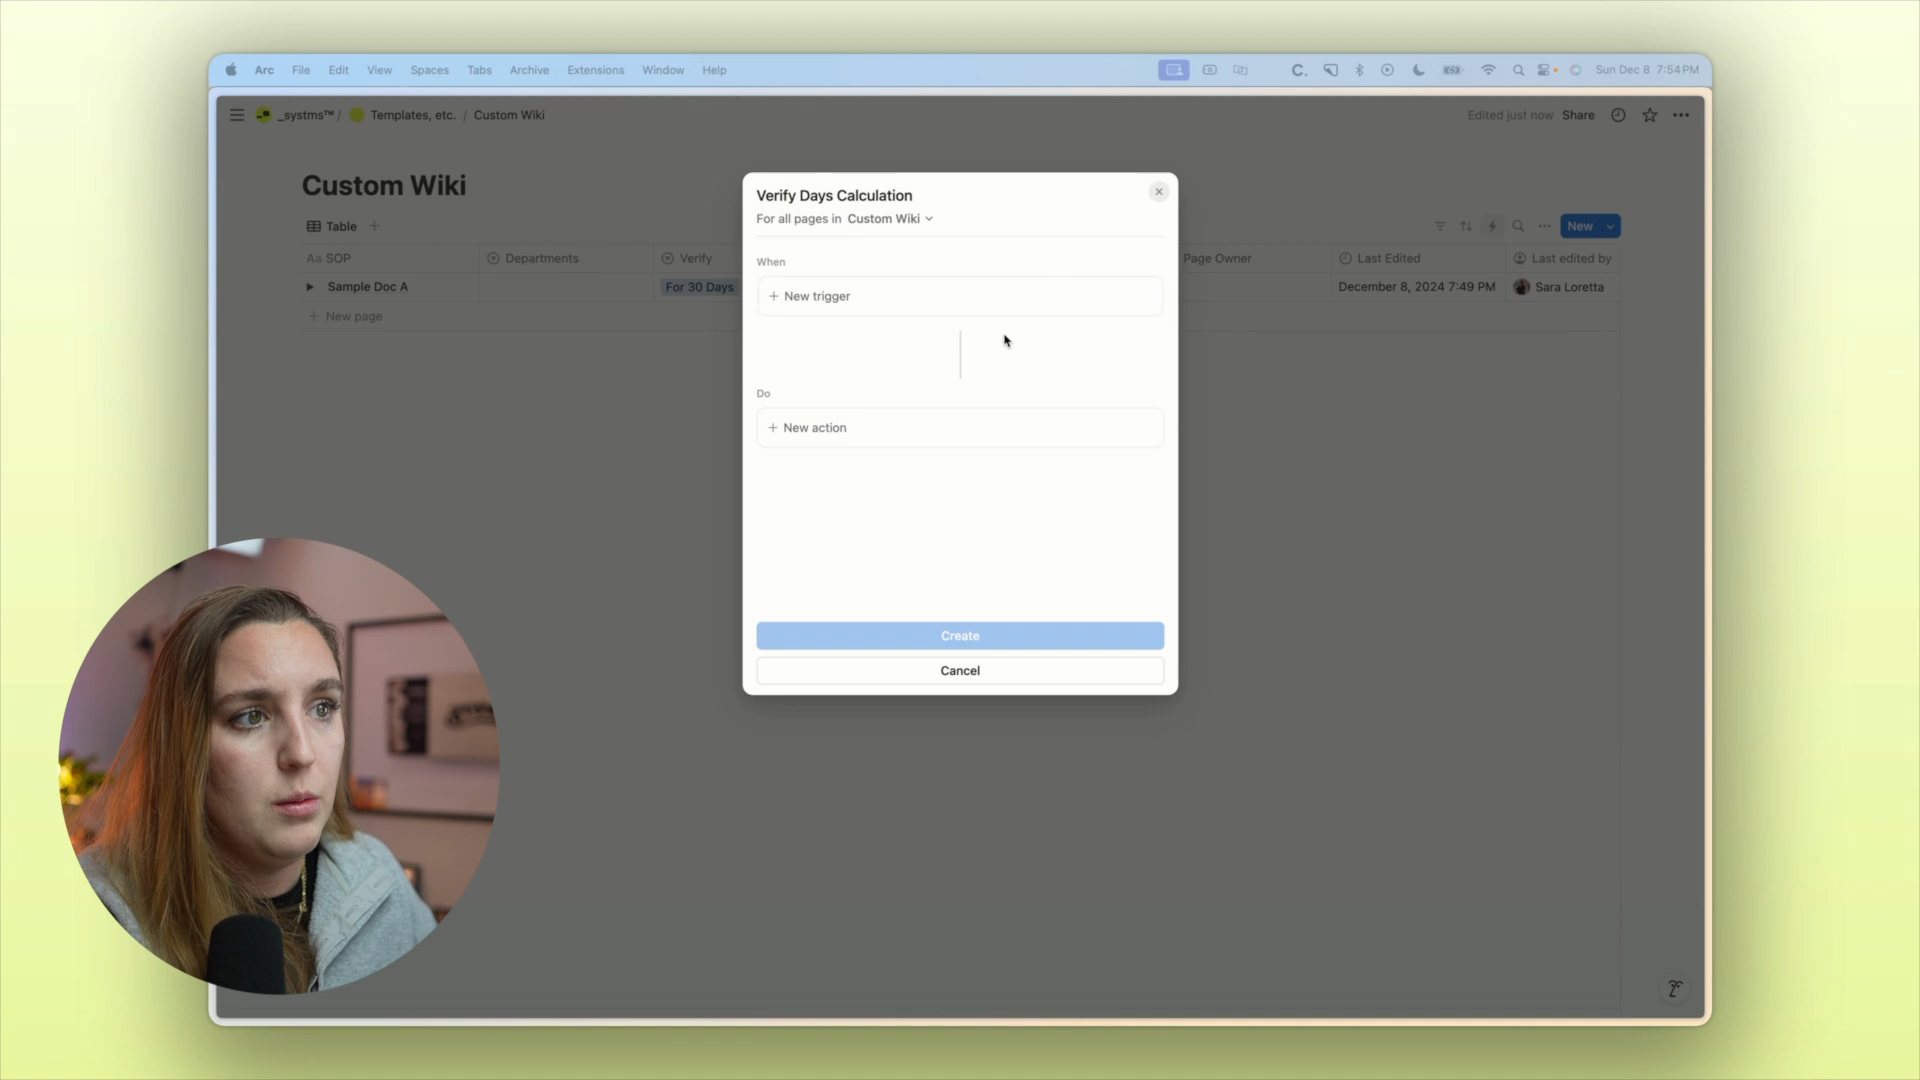 Arc File Edit View Spaces Tabs Archive Extensions Window Help Sun Dec 8 7:54 PM
_systms™ / Templates, etc. / Custom Wiki Edited just now Share
Custom Wiki
Table New
Aa SOP Departments Verify Page Owner Last Edited Last edited by
Sample Doc A For 30 Days December 8, 2024 7:49 PM Sara Loretta
New page
Verify Days Calculation
For all pages in Custom Wiki
When
New trigger
Do
New action
Create
Cancel